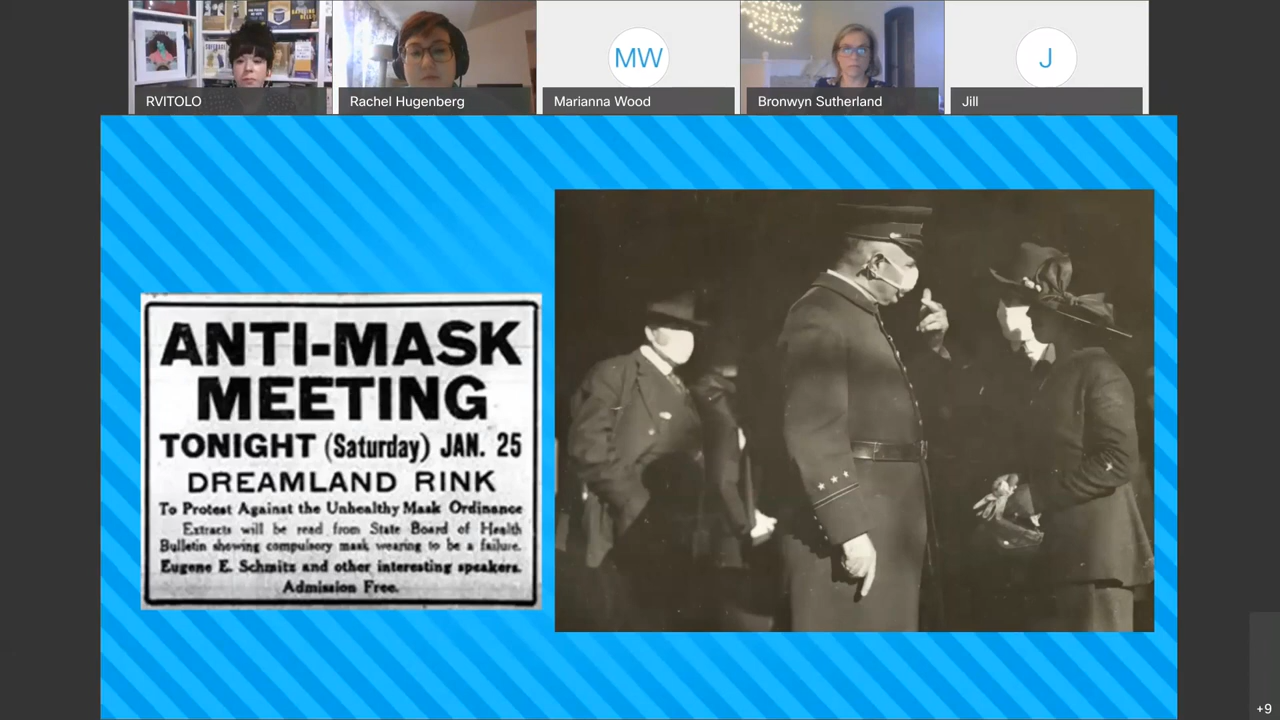 RVITOLO
Rachel Hugenberg
MW
Marianna Wood
Bronwyn Sutherland
J
Jill
ANTI-MASK
MEETING
TONIGHT (Saturday) JAN. 25
DREAMLAND RINK
To Protest Against the Unhealthy Mask Ordinance
Extracts will be read from State Board of Health
Bulletin showing compulsory mask wearing to be a failure.
Eugene E. Schmitz and other interesting speakers.
Admission Free.
+9